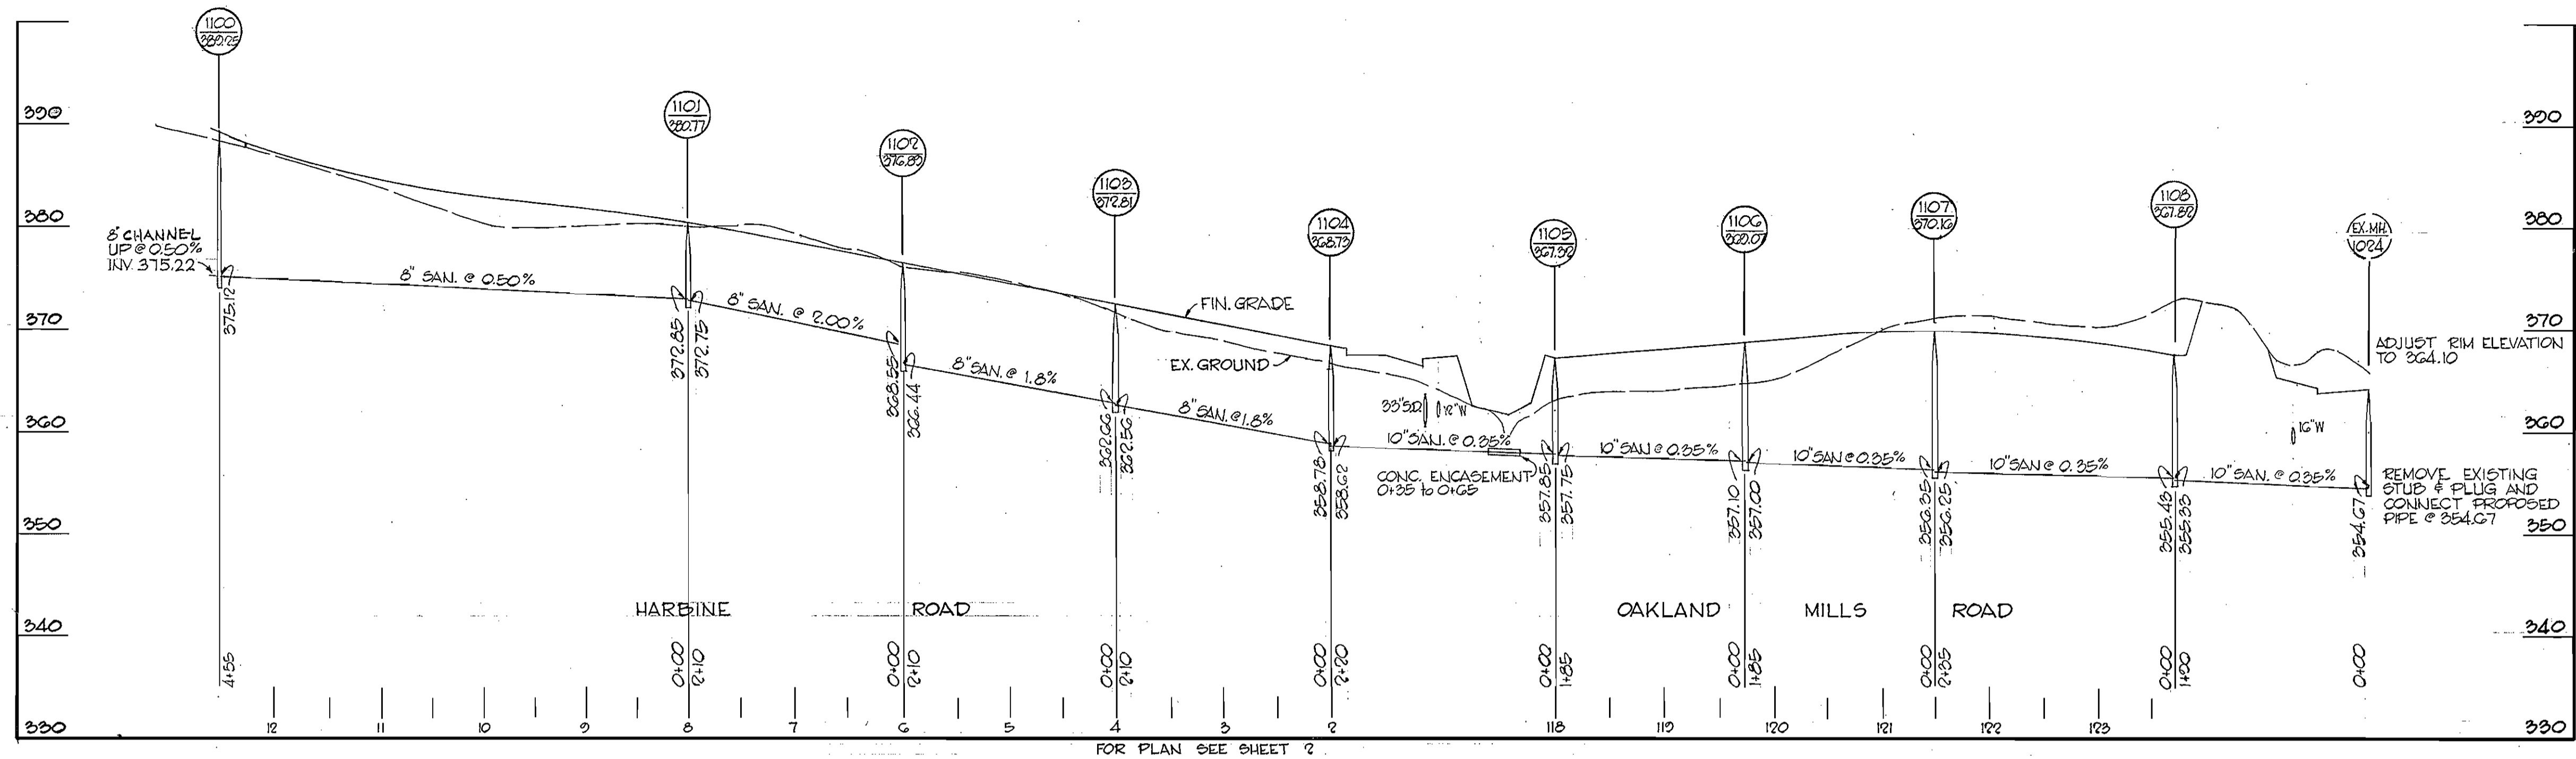 1100
389.25
1101
380.77
1102
376.83
1103
372.81
1104
368.73
1105
367.32
1106
369.07
1107
370.16
1108
367.82
EX. MH.
1024
390
380
370
360
350
340
330
390
380
370
360
350
340
330
8" CHANNEL
UP @ 0.50%
INV. 375.22
8" SAN. @ 0.50%
8" SAN. @ 2.00%
8" SAN. @ 1.8%
8" SAN. @ 1.8%
10" SAN. @ 0.35%
10" SAN @ 0.35%
10" SAN. @ 0.35%
10" SAN @ 0.35%
10" SAN. @ 0.35%
FIN. GRADE
EX. GROUND
33" S.D.
12" W
16" W
CONC. ENCASEMENT
0+35 to 0+65
ADJUST RIM ELEVATION
TO 364.10
REMOVE EXISTING
STUB & PLUG AND
CONNECT PROPOSED
PIPE @ 354.67
375.12
372.85
372.75
368.55
366.44
362.66
362.56
358.78
358.62
357.85
357.75
357.10
357.00
356.35
356.25
355.43
355.33
354.67
HARBINE ROAD
OAKLAND MILLS ROAD
4+55
0+00
2+10
0+00
2+10
0+00
2+10
0+00
2+20
0+00
1+85
0+00
1+85
0+00
2+35
0+00
1+90
0+00
12 11 10 9 8 7 6 5 4 3 2 118 119 120 121 122 123
FOR PLAN SEE SHEET 2